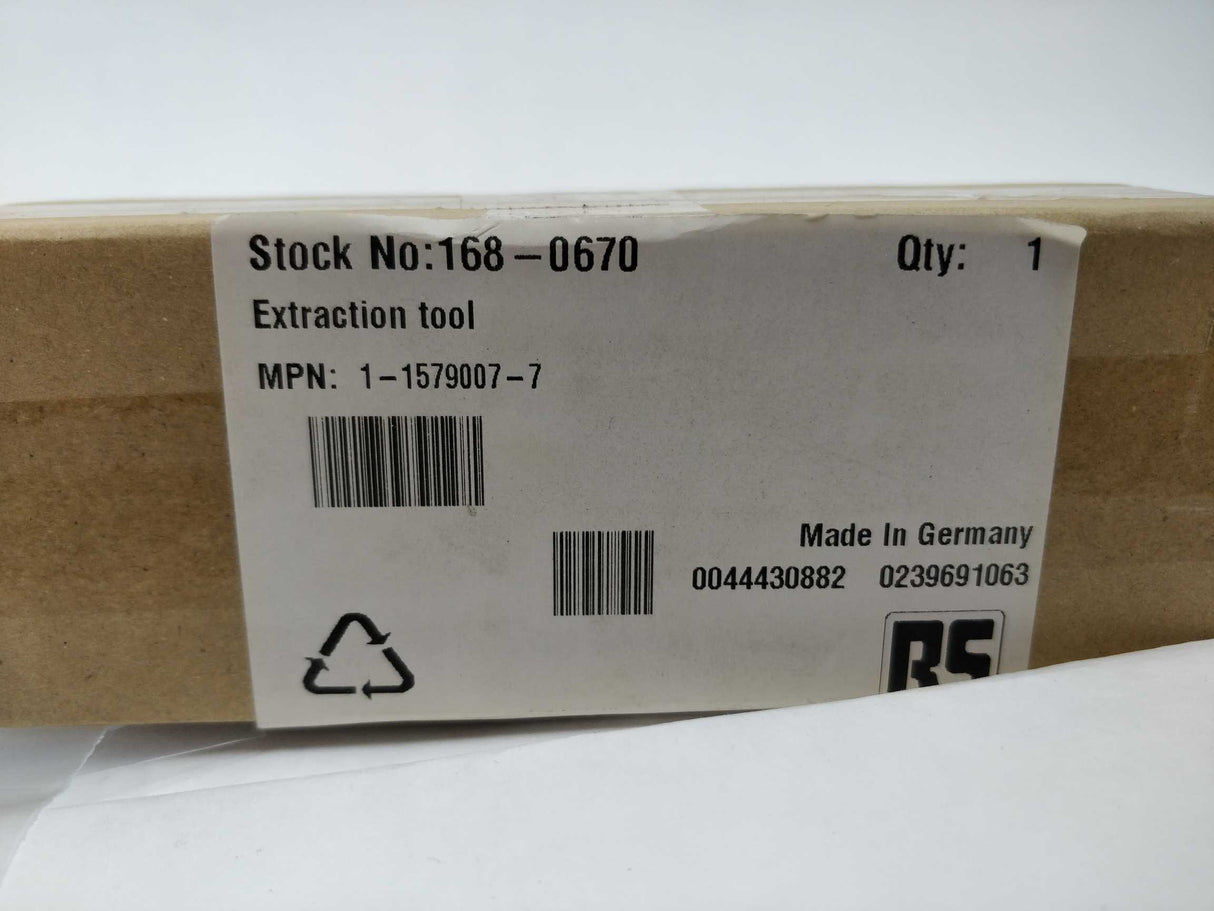 Stock No:168-0670 Qty: 1
Extraction tool
MPN: 1-1579007-7
Made In Germany
0044430882 0239691063
RS